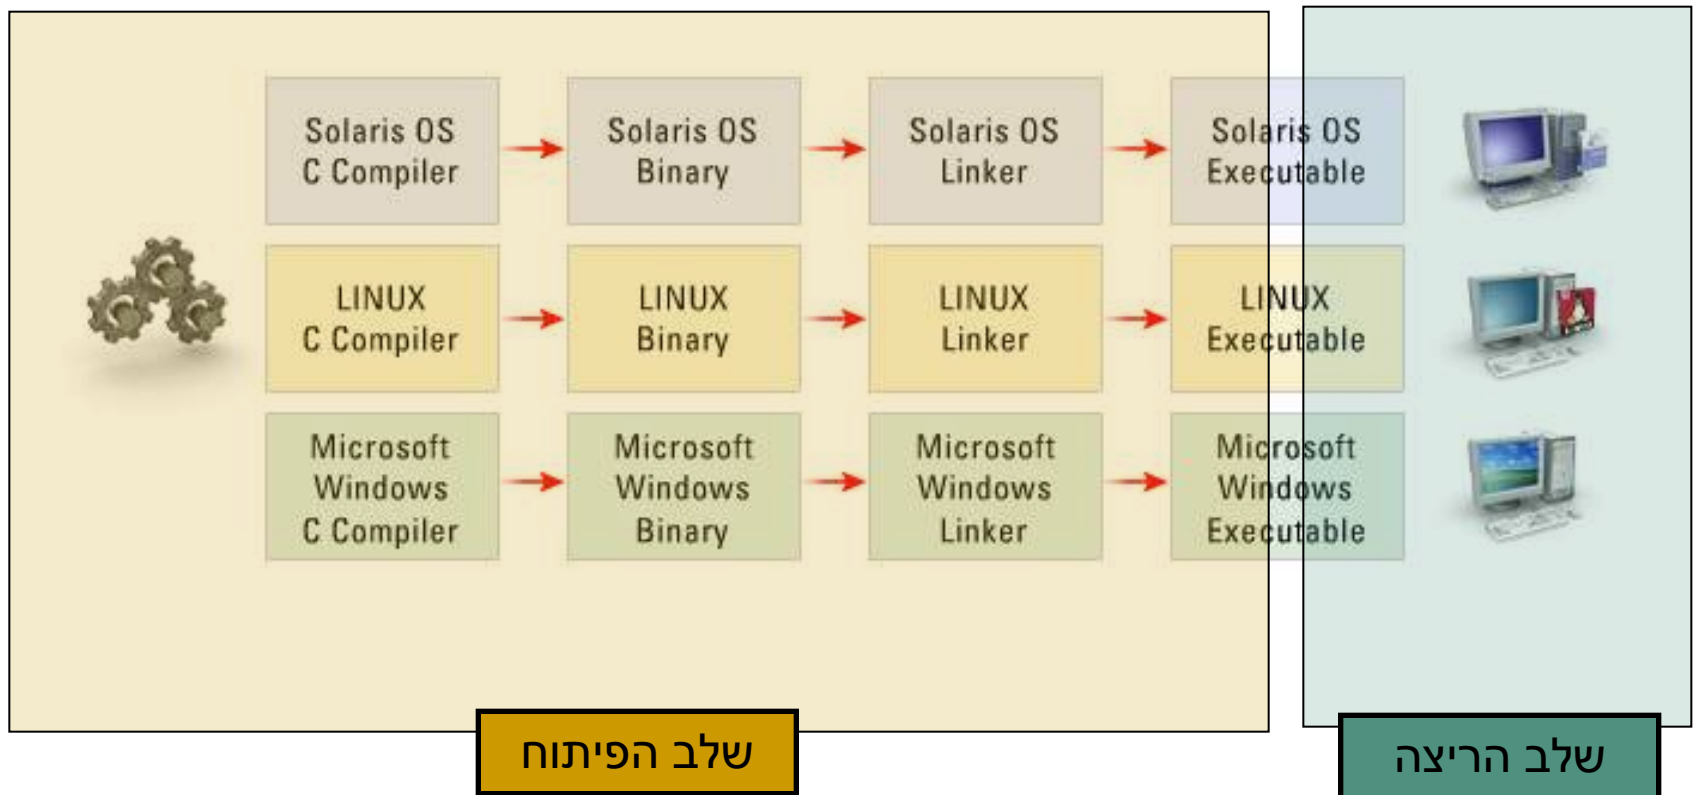 Solaris OS
C Compiler
Solaris OS
Binary
Solaris OS
Linker
Solaris OS
Executable
LINUX
C Compiler
LINUX
Binary
LINUX
Linker
LINUX
Executable
Microsoft
Windows
C Compiler
Microsoft
Windows
Binary
Microsoft
Windows
Linker
Microsoft
Windows
Executable
שלב הפיתוח
שלב הריצה